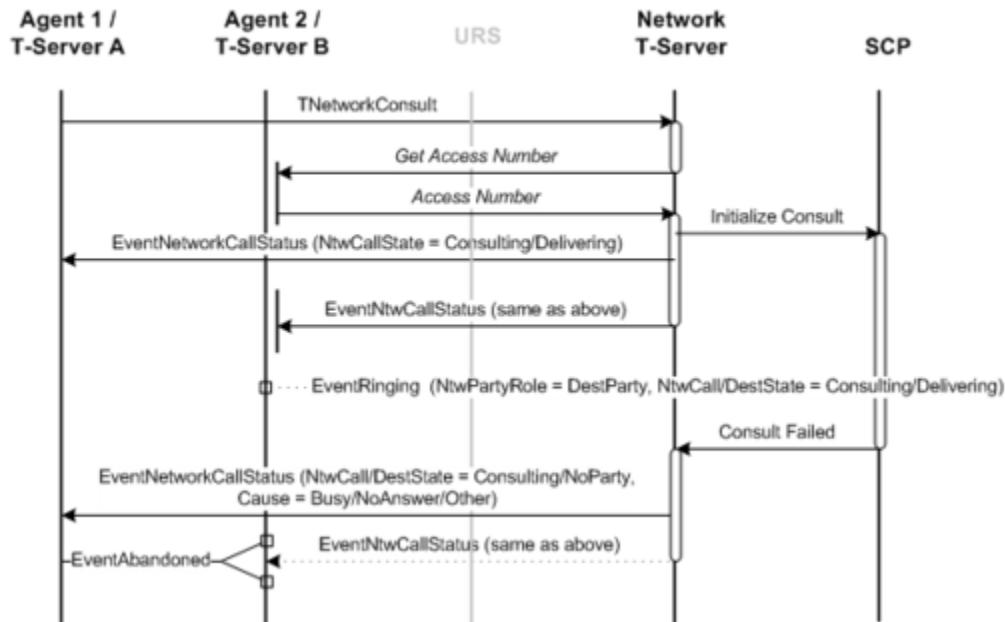 Agent 1 /
T-Server A
Agent 2 /
T-Server B
URS
Network
T-Server
SCP
TNetworkConsult
Get Access Number
Access Number
Initialize Consult
EventNetworkCallStatus (NtwCallState = Consulting/Delivering)
EventNtwCallStatus (same as above)
EventRinging (NtwPartyRole = DestParty, NtwCall/DestState = Consulting/Delivering)
Consult Failed
EventNetworkCallStatus (NtwCall/DestState = Consulting/NoParty,
Cause = Busy/NoAnswer/Other)
EventNtwCallStatus (same as above)
EventAbandoned